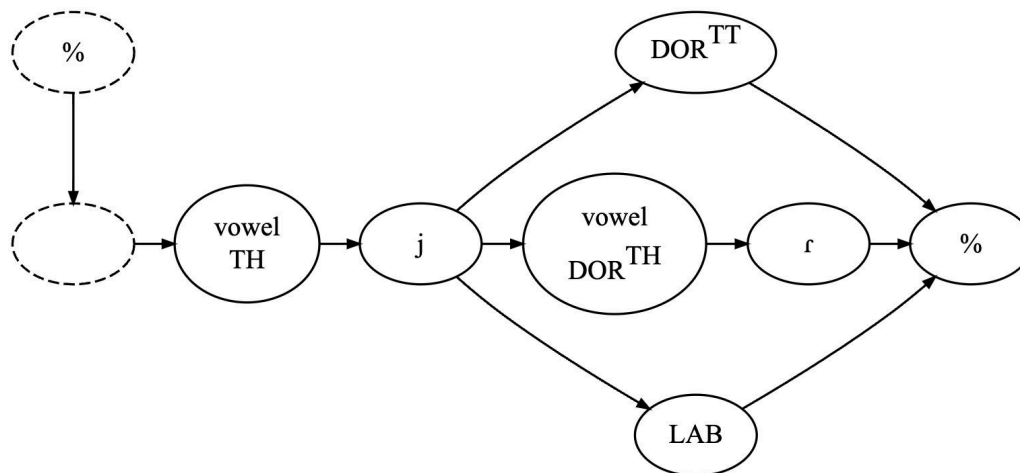 %
DOR^TT
vowel
TH
j
vowel
DOR^TH
ɾ
%
LAB